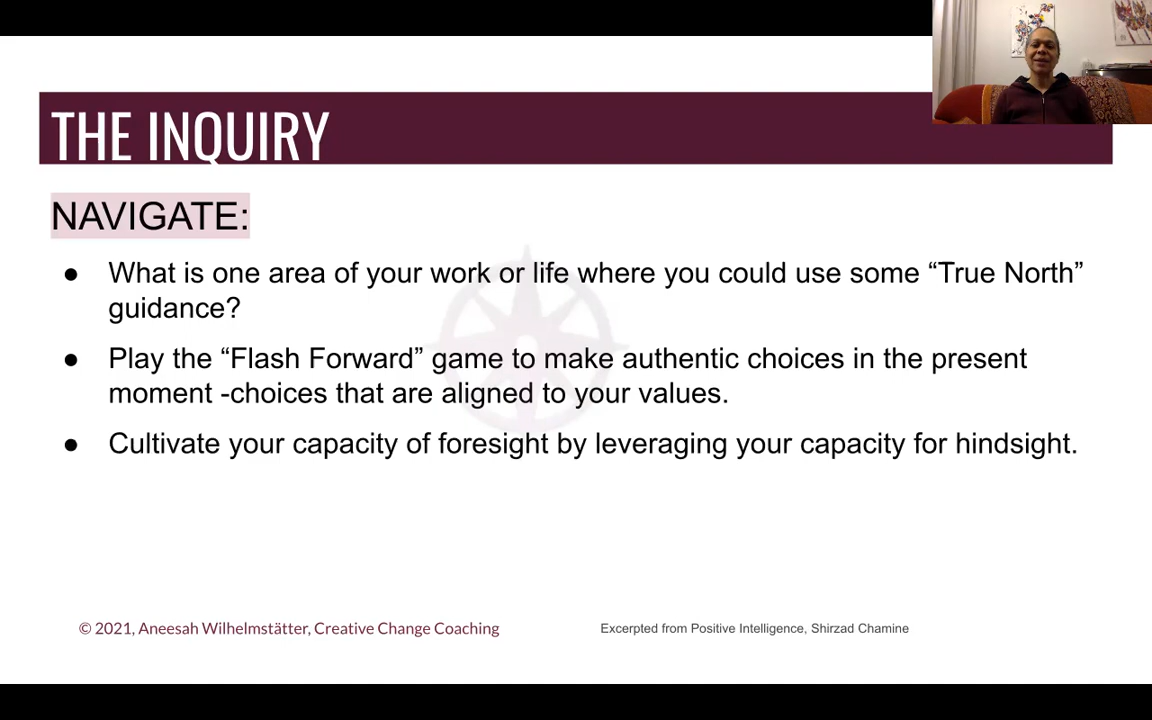 THE INQUIRY
NAVIGATE:
● What is one area of your work or life where you could use some “True North”
guidance?
● Play the “Flash Forward” game to make authentic choices in the present
moment -choices that are aligned to your values.
● Cultivate your capacity of foresight by leveraging your capacity for hindsight.
© 2021, Aneesah Wilhelmstätter, Creative Change Coaching
Excerpted from Positive Intelligence, Shirzad Chamine